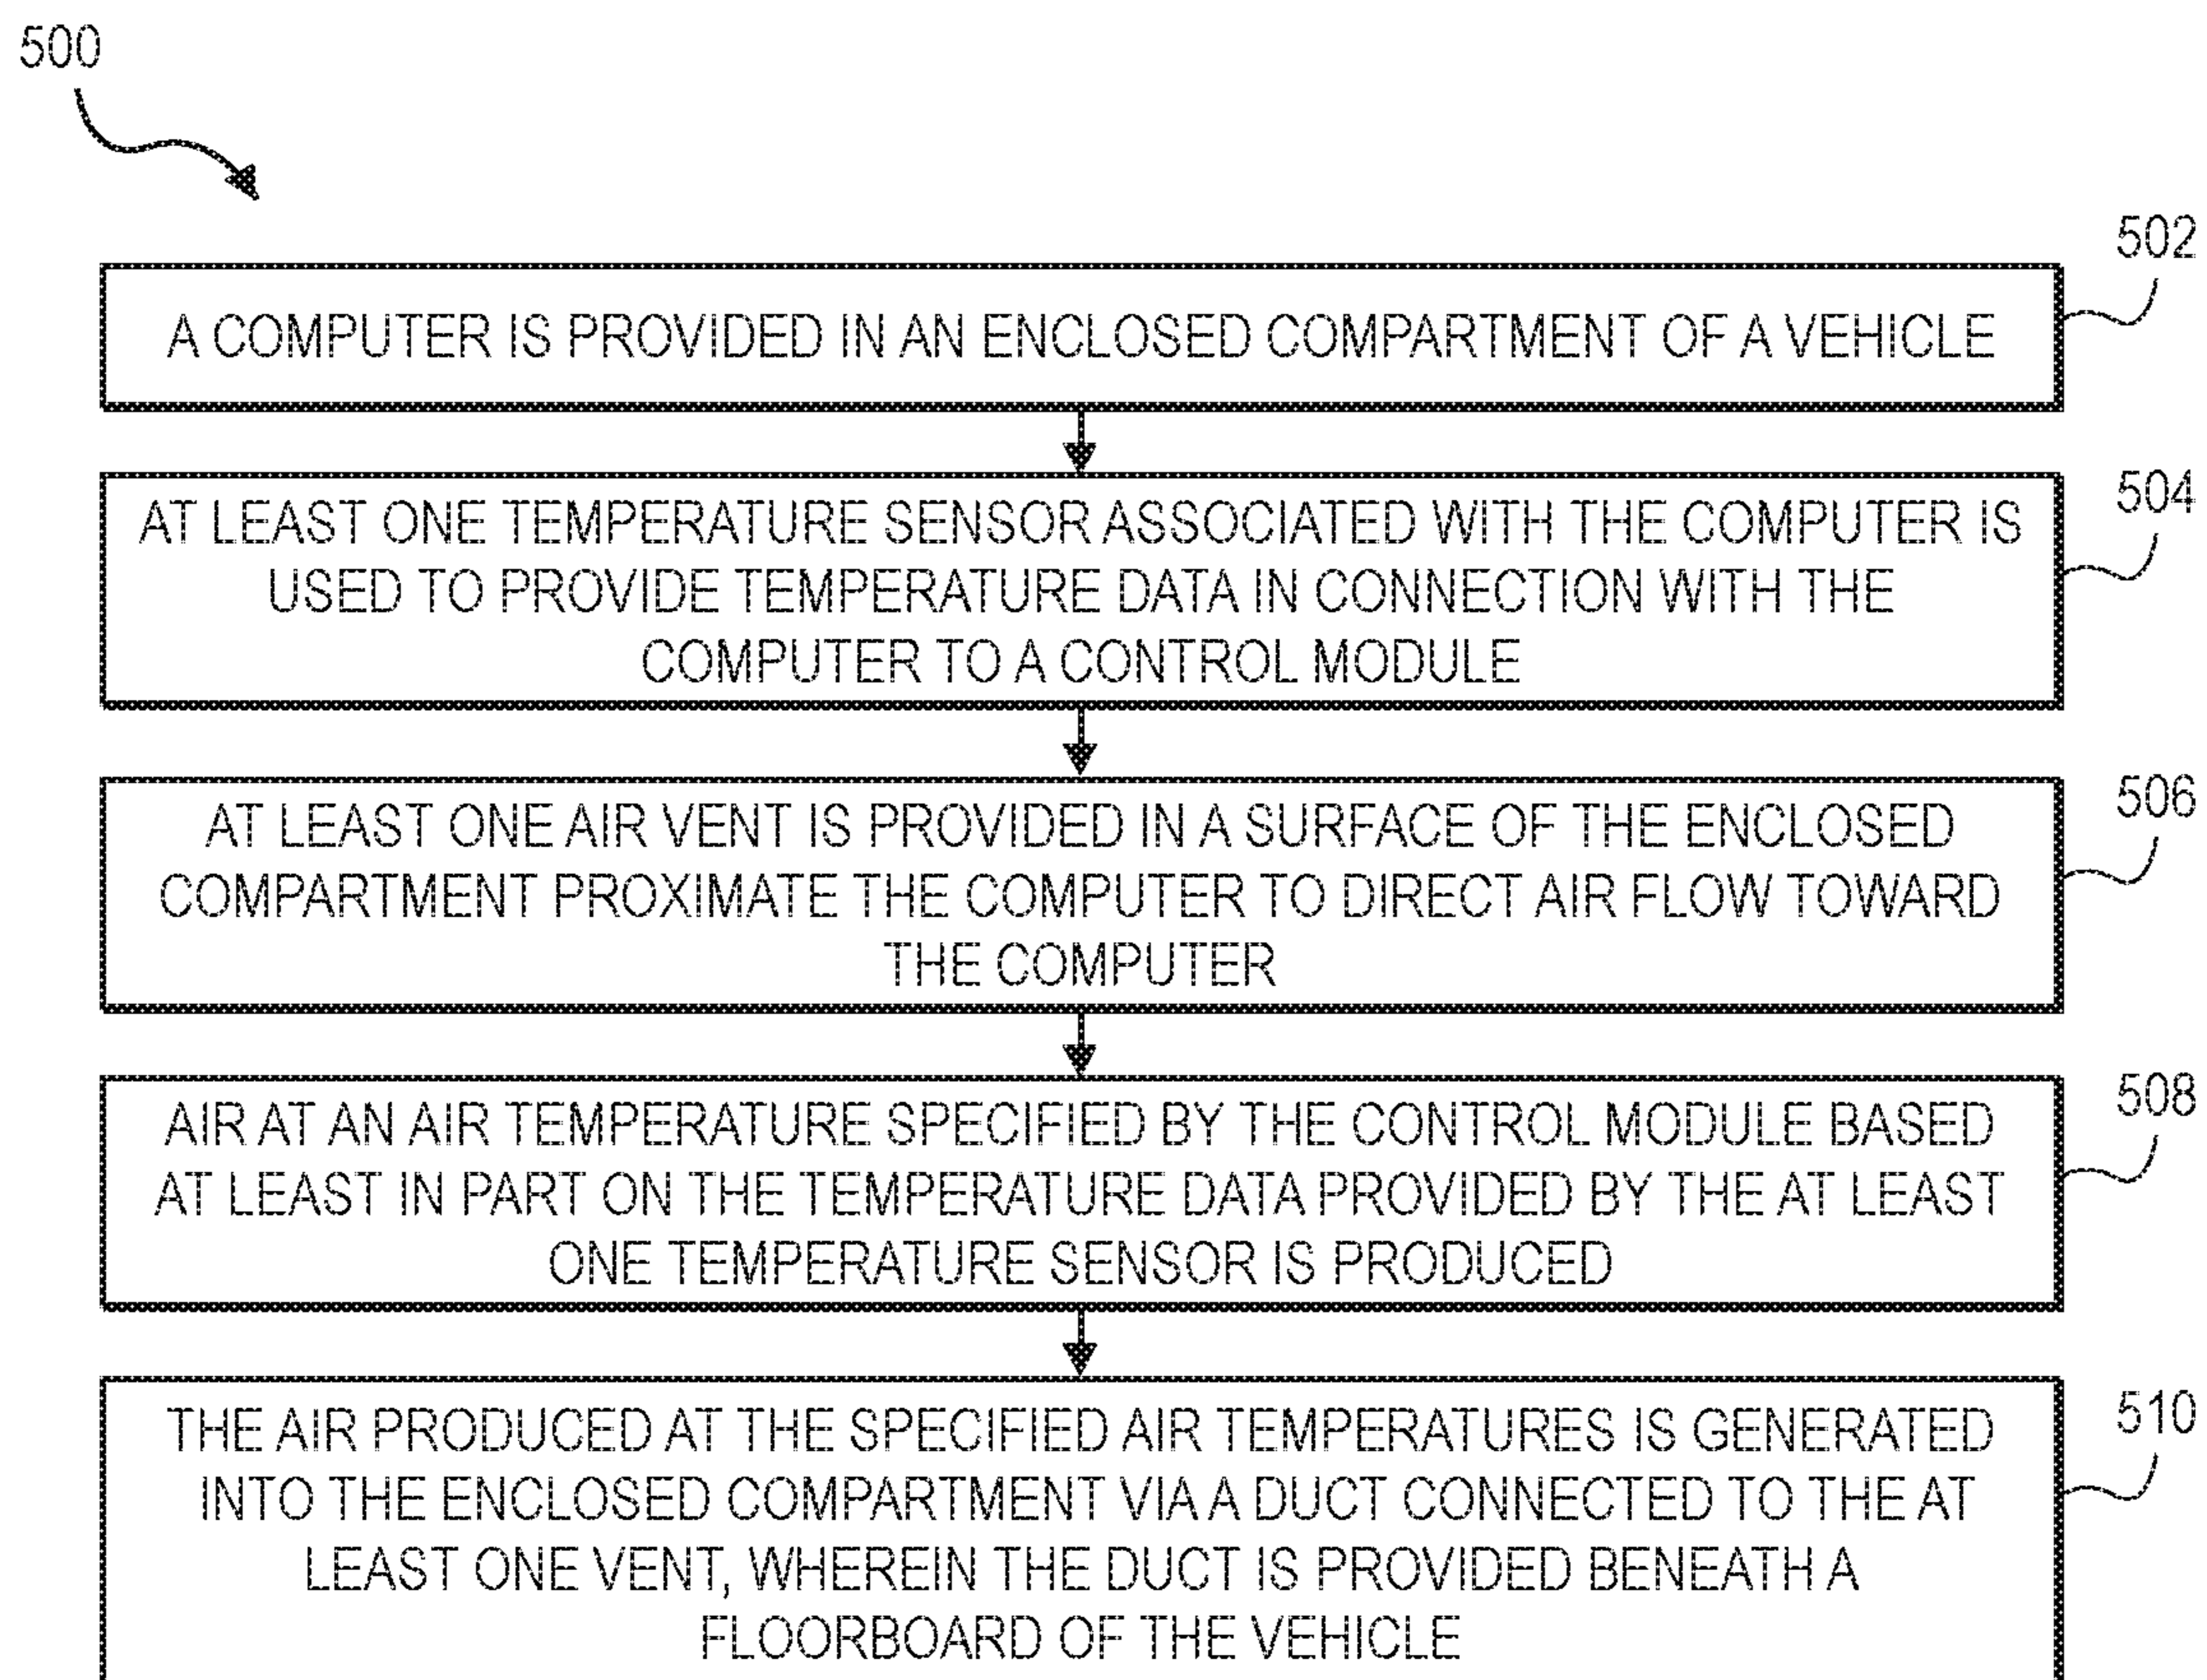 500
502
A COMPUTER IS PROVIDED IN AN ENCLOSED COMPARTMENT OF A VEHICLE
504
AT LEAST ONE TEMPERATURE SENSOR ASSOCIATED WITH THE COMPUTER IS
USED TO PROVIDE TEMPERATURE DATA IN CONNECTION WITH THE
COMPUTER TO A CONTROL MODULE
506
AT LEAST ONE AIR VENT IS PROVIDED IN A SURFACE OF THE ENCLOSED
COMPARTMENT PROXIMATE THE COMPUTER TO DIRECT AIR FLOW TOWARD
THE COMPUTER
508
AIR AT AN AIR TEMPERATURE SPECIFIED BY THE CONTROL MODULE BASED
AT LEAST IN PART ON THE TEMPERATURE DATA PROVIDED BY THE AT LEAST
ONE TEMPERATURE SENSOR IS PRODUCED
510
THE AIR PRODUCED AT THE SPECIFIED AIR TEMPERATURES IS GENERATED
INTO THE ENCLOSED COMPARTMENT VIA A DUCT CONNECTED TO THE AT
LEAST ONE VENT, WHEREIN THE DUCT IS PROVIDED BENEATH A
FLOORBOARD OF THE VEHICLE